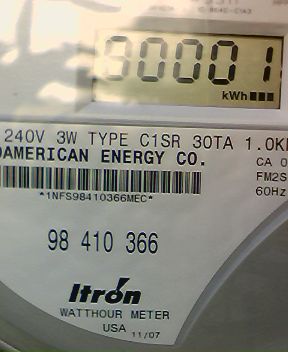 00001
kWh
240V 3W TYPE C1SR 30TA 1.0K
DAMERICAN ENERGY CO.
CA 0
FM2S
60Hz
*1NFS98410366MEC*
98 410 366
Itron
WATTHOUR METER
USA 11/07